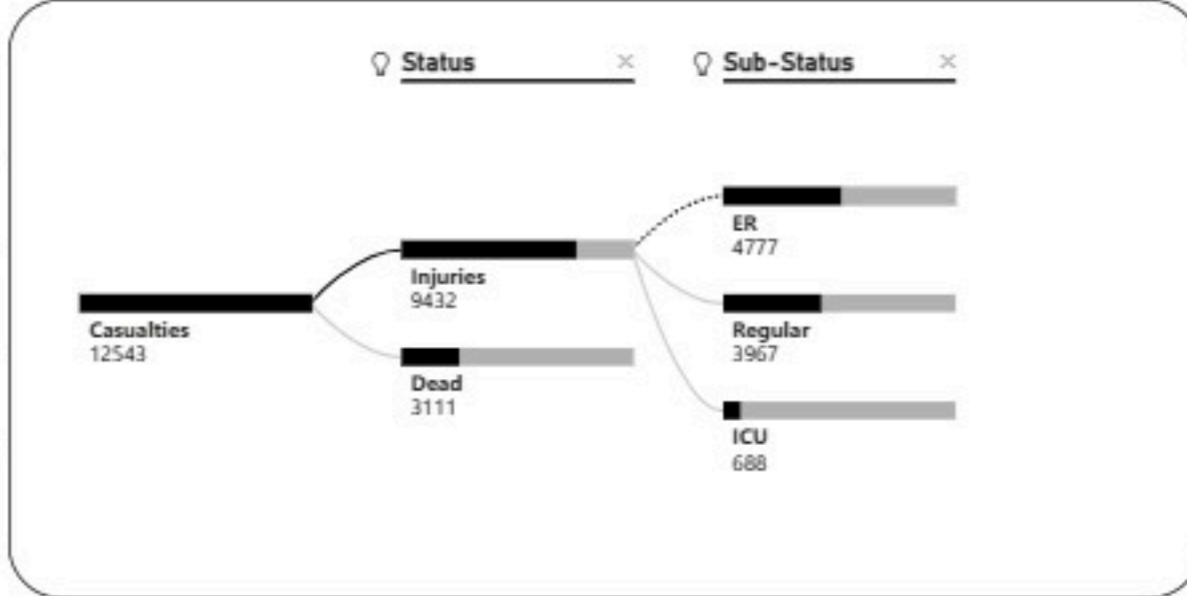 Status
Sub-Status
ER
4777
Injuries
9432
Casualties
12543
Regular
3967
Dead
3111
ICU
688